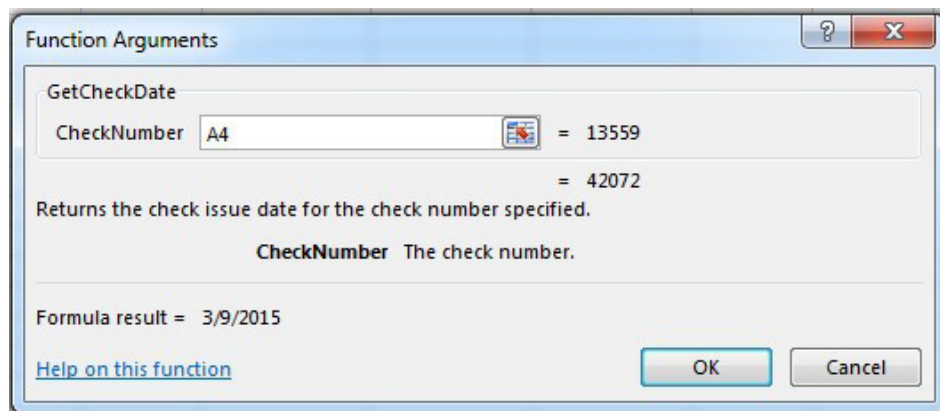 Function Arguments
GetCheckDate
CheckNumber A4 = 13559
= 42072
Returns the check issue date for the check number specified.
CheckNumber The check number.
Formula result = 3/9/2015
Help on this function OK Cancel